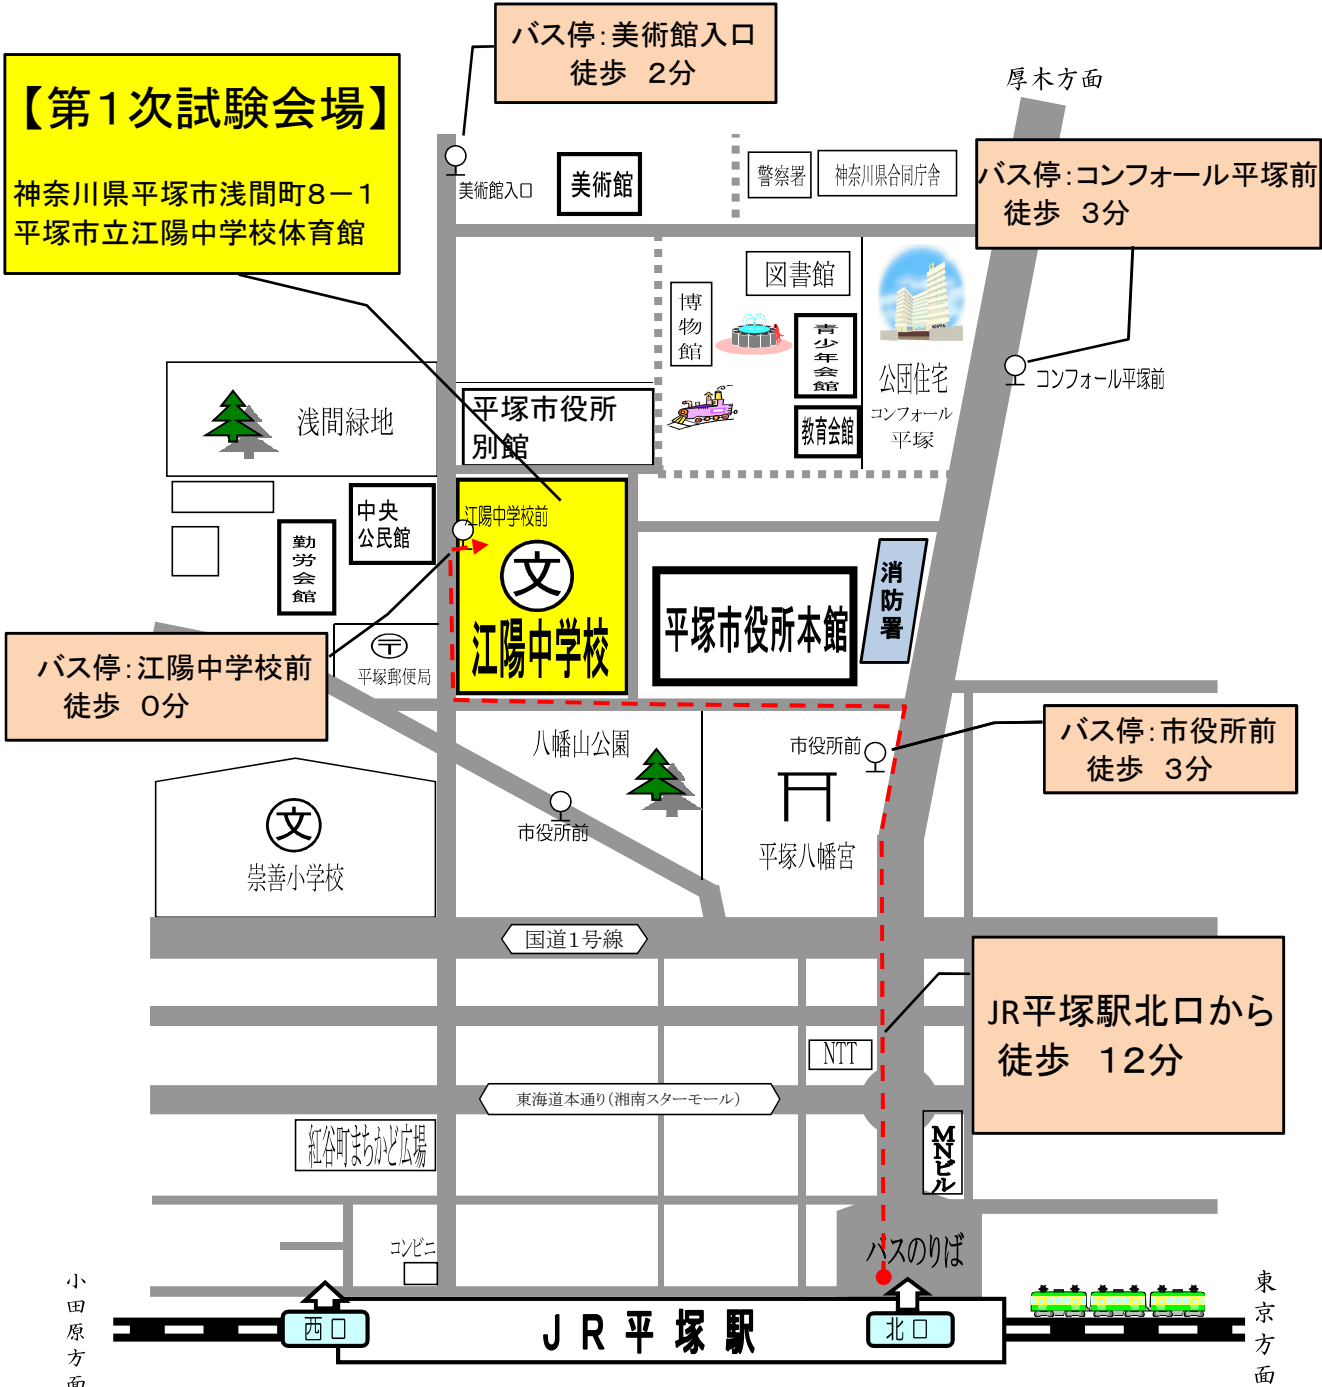 バス停：美術館入口
徒歩　２分
【第１次試験会場】
神奈川県平塚市浅間町８－１
平塚市立江陽中学校体育館
厚木方面
バス停：コンフォール平塚前
徒歩　３分
美術館入口
美術館
警察署
神奈川県合同庁舎
図書館
博物館
青少年会館
HOSPITAL
公団住宅
コンフォール
平塚
コンフォール平塚前
教育会館
浅間緑地
平塚市役所
別館
中央
公民館
勤労会館
江陽中学校前
文
江陽中学校
平塚市役所本館
消防署
バス停：江陽中学校前
徒歩　０分
〒
平塚郵便局
八幡山公園
市役所前
市役所前
バス停：市役所前
徒歩　３分
平塚八幡宮
文
崇善小学校
国道１号線
JR平塚駅北口から
徒歩　１２分
NTT
東海道本通り（湘南スターモール）
紅谷町まちかど広場
MNビル
コンビニ
バスのりば
小田原方面
西口
ＪＲ平塚駅
北口
東京方面